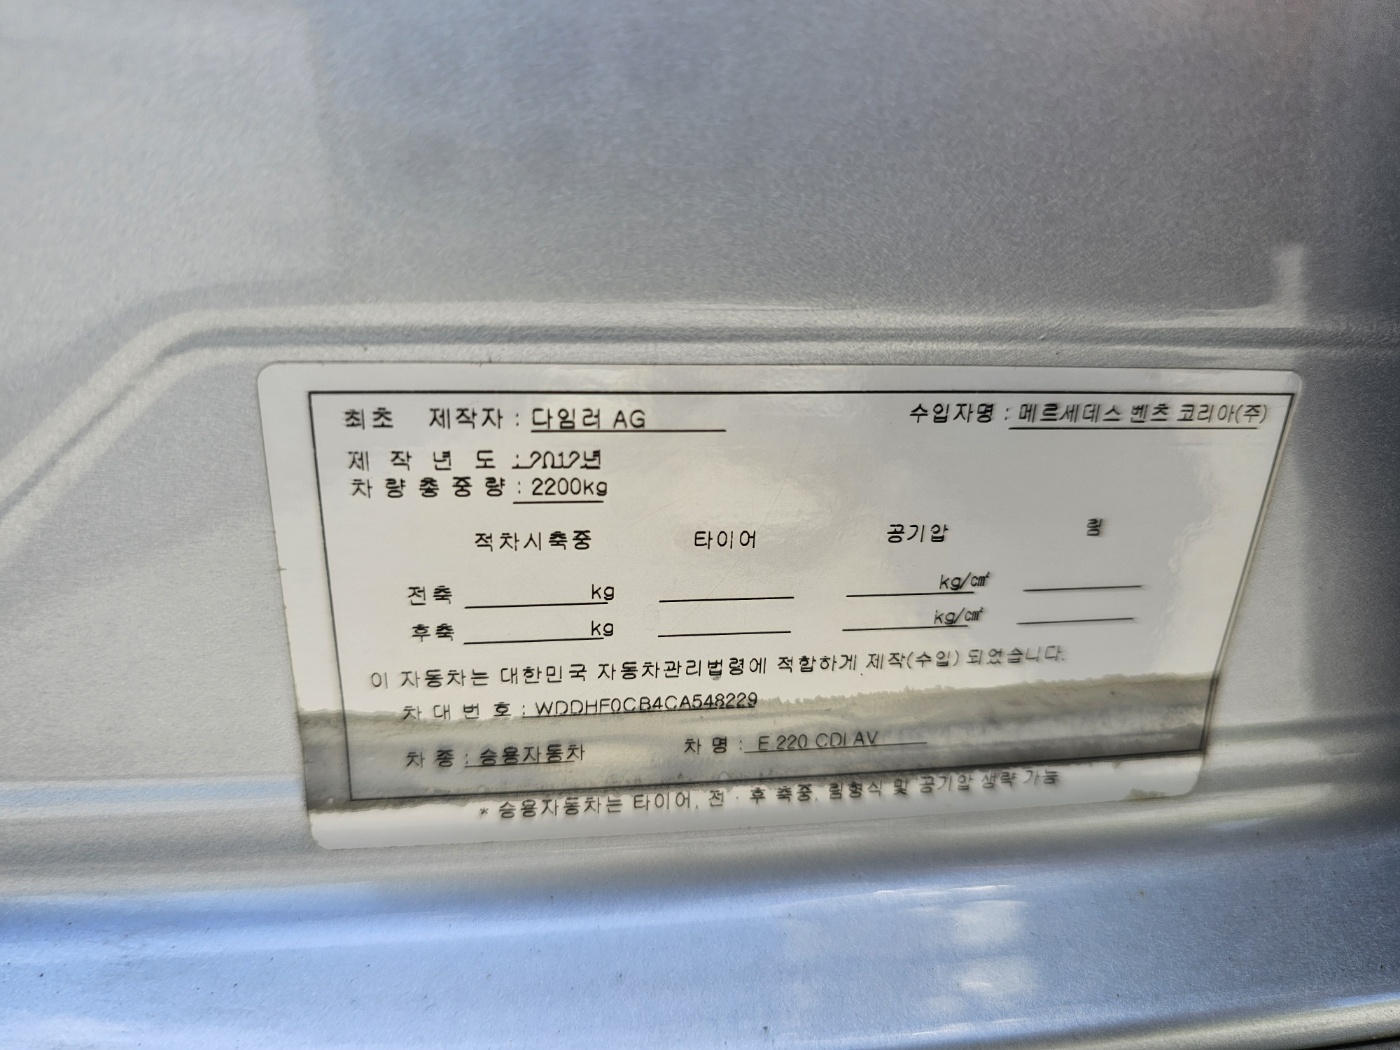 최초 제작자 : 다임러 AG 수입자명 : 메르세데스 벤츠 코리아(주)
제 작 년 도 : 2012년
차 량 총 중 량 : 2200kg
적차시축중 타이어 공기압 림
전축 kg kg/㎠
후축 kg kg/㎠
이 자동차는 대한민국 자동차관리법령에 적합하게 제작(수입) 되었습니다.
차 대 번 호 : WDDHF0CB4CA548229
차 종 : 승용자동차 차 명 : E 220 CDI AV
* 승용자동차는 타이어, 전 · 후 축중, 림형식 및 공기압 생략 가능